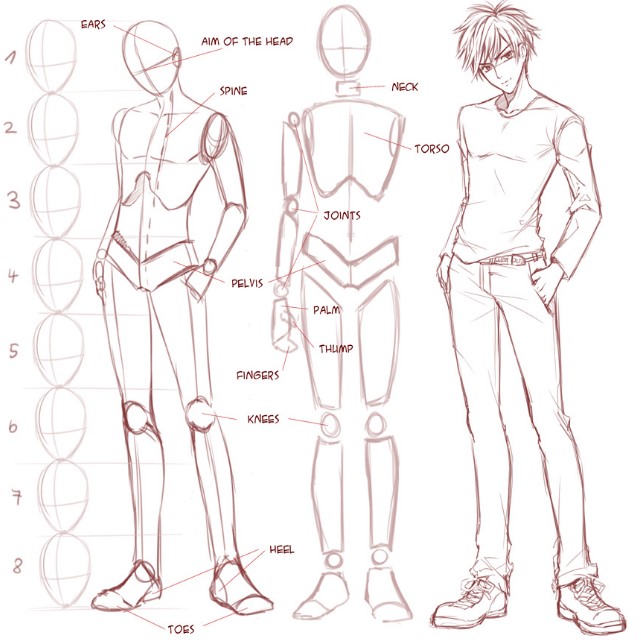 EARS
AIM OF THE HEAD
1
SPINE
NECK
2
TORSO
3
JOINTS
4
PELVIS
PALM
5
THUMP
FINGERS
6
KNEES
7
8
HEEL
TOES